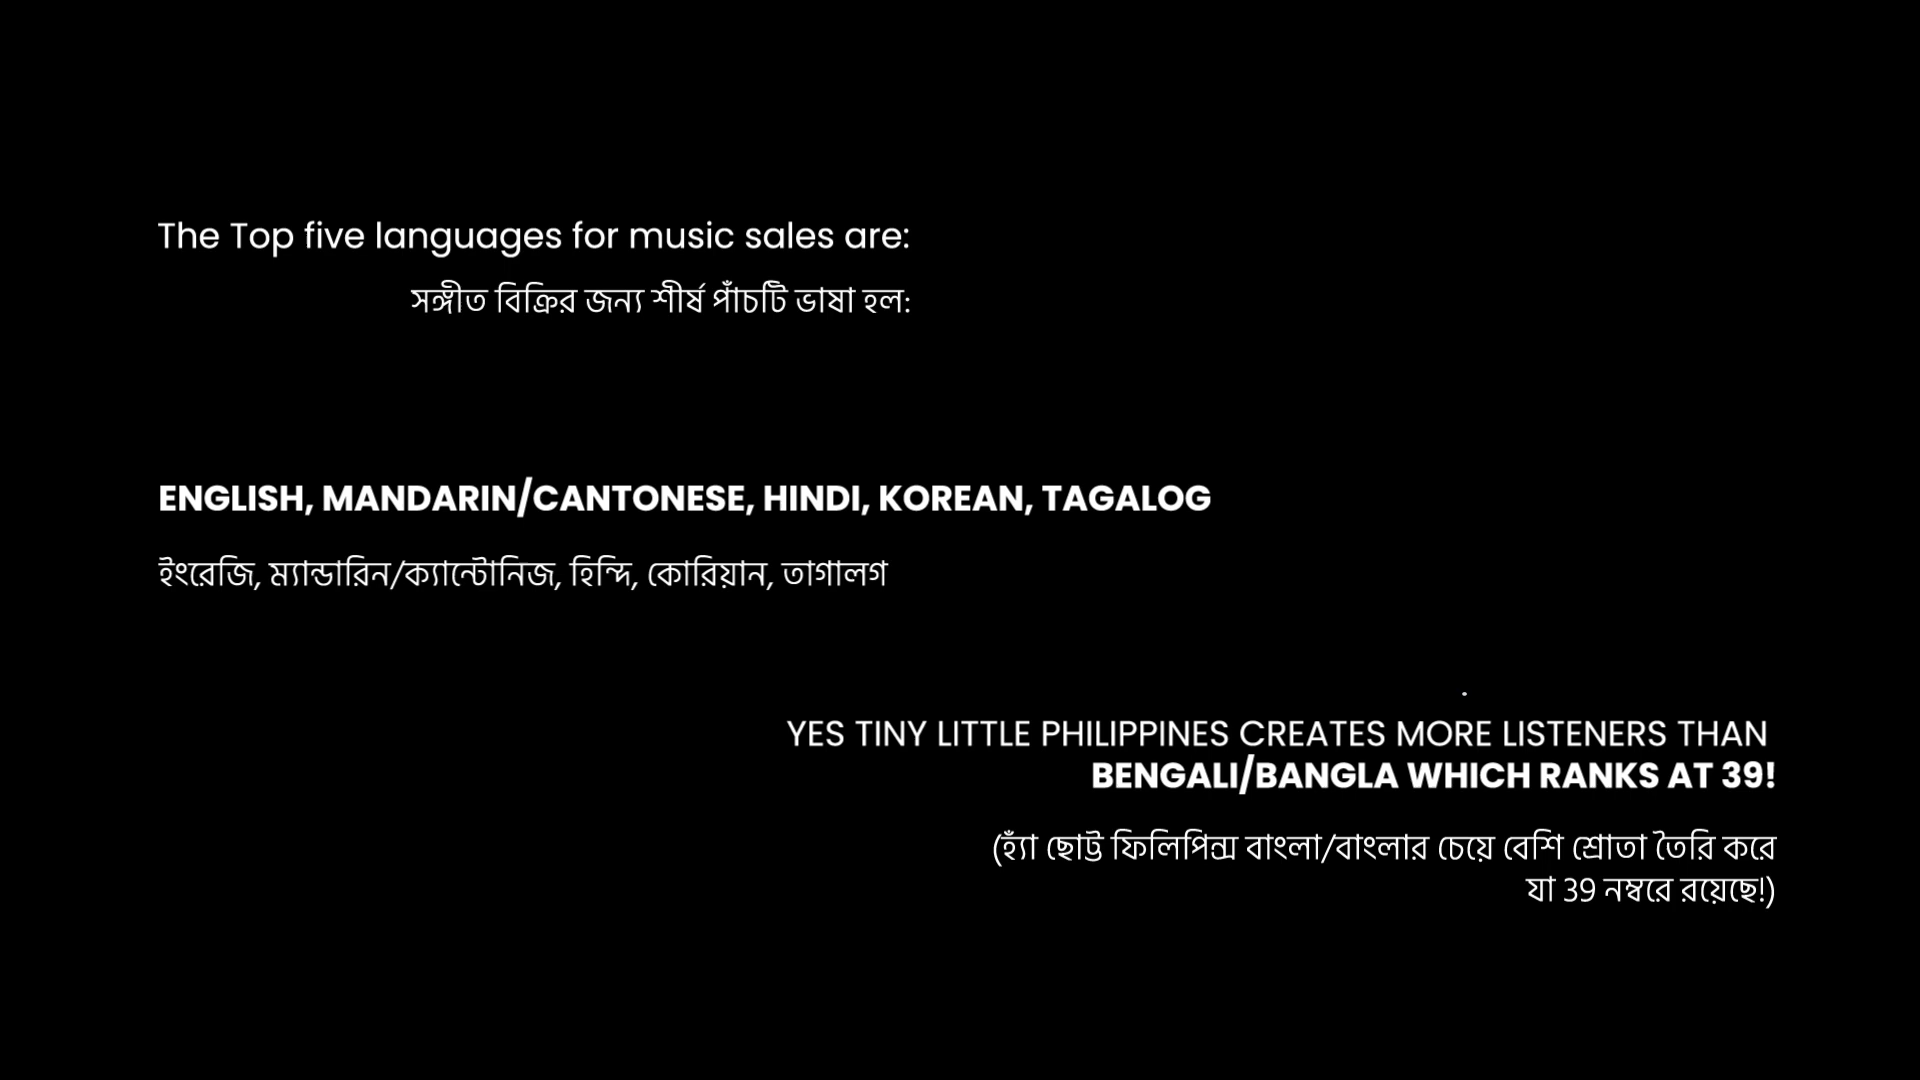 The Top five languages for music sales are:
সঙ্গীত বিক্রির জন্য শীর্ষ পাঁচটি ভাষা হল:
ENGLISH, MANDARIN/CANTONESE, HINDI, KOREAN, TAGALOG
ইংরেজি, ম্যান্ডারিন/ক্যান্টোনিজ, হিন্দি, কোরিয়ান, তাগালগ
.
YES TINY LITTLE PHILIPPINES CREATES MORE LISTENERS THAN
BENGALI/BANGLA WHICH RANKS AT 39!
(হ্যাঁ ছোট্ট ফিলিপিন্স বাংলা/বাংলার চেয়ে বেশি শ্রোতা তৈরি করে
যা 39 নম্বরে রয়েছে!)